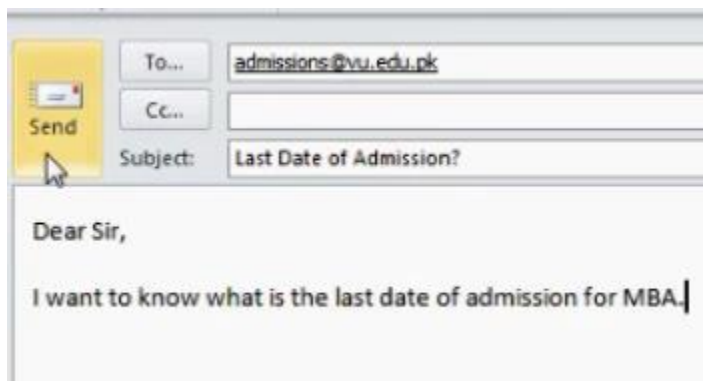 To...
admissions@vu.edu.pk
Cc...
Send
Subject:
Last Date of Admission?
Dear Sir,
I want to know what is the last date of admission for MBA.